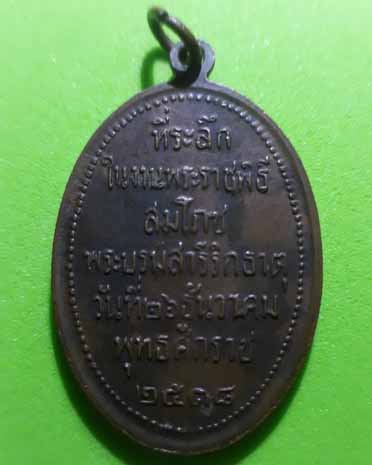 ที่ระลึก
ในงานพระราชพิธี
สมโภช
พระบรมสารีริกธาตุ
วันที่๒๖ธันวาคม
พุทธศักราช
๒๕๑๘